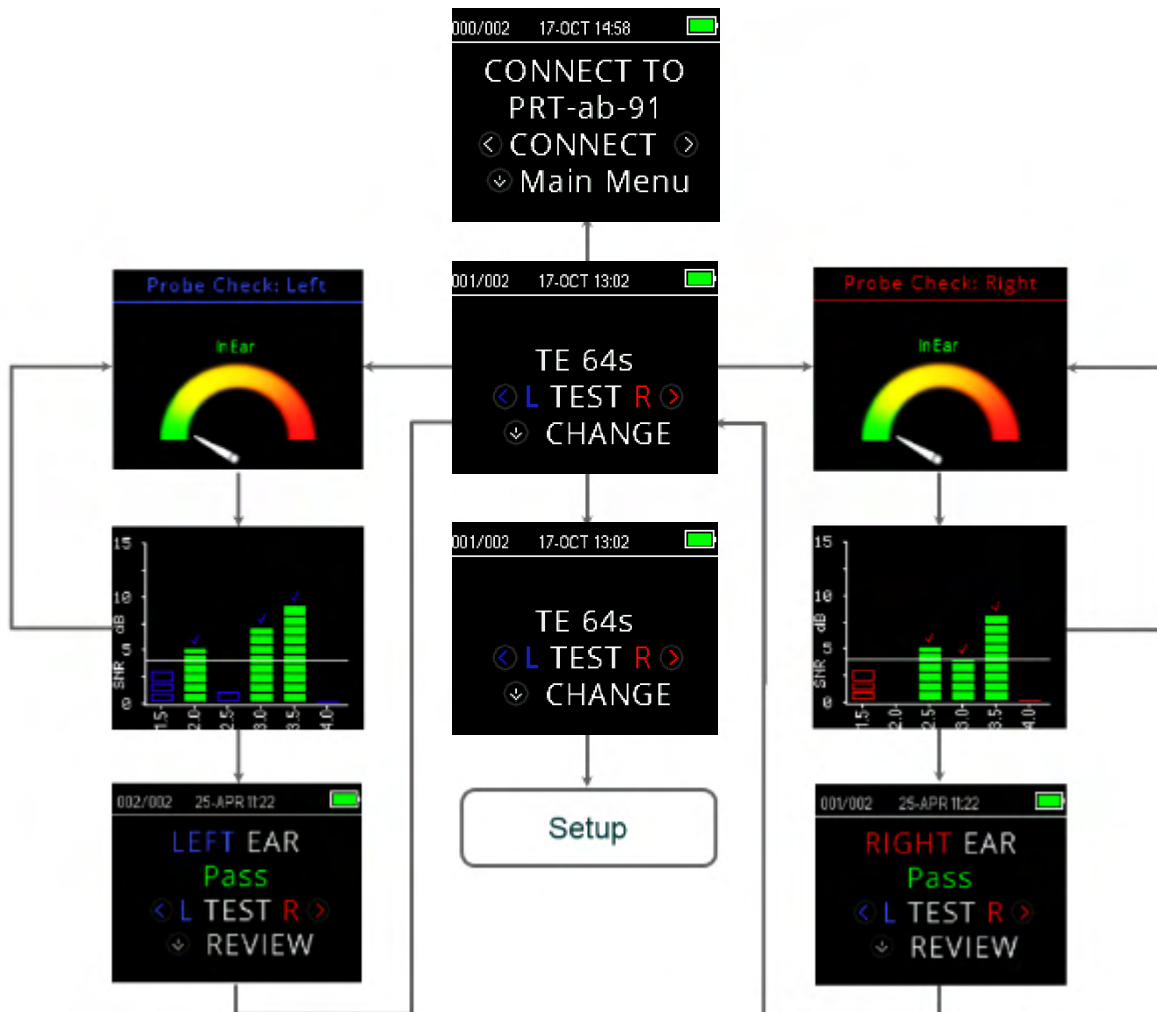 000/002 17-OCT 14:58
CONNECT TO
PRT-ab-91
CONNECT
Main Menu
Probe Check: Left
In Ear
001/002 17-OCT 13:02
TE 64s
L TEST R
CHANGE
Probe Check: Right
In Ear
15
10
5
0
SNR dB
1.5
2.0
2.5
3.0
3.5
4.0
001/002 17-OCT 13:02
TE 64s
L TEST R
CHANGE
15
10
5
0
SNR dB
1.5
2.0
2.5
3.0
3.5
4.0
002/002 25-APR 11:22
LEFT EAR
Pass
L TEST R
REVIEW
Setup
001/002 25-APR 11:22
RIGHT EAR
Pass
L TEST R
REVIEW